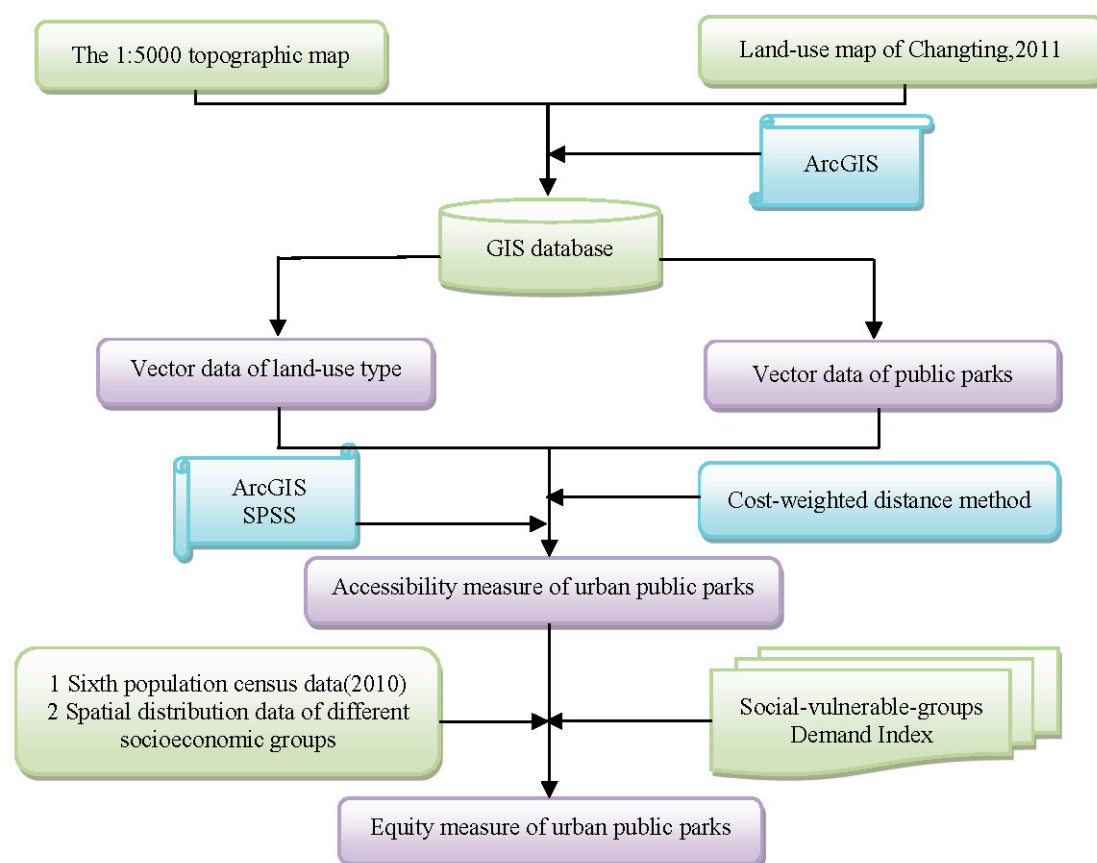 The 1:5000 topographic map
Land-use map of Changting,2011
ArcGIS
GIS database
Vector data of land-use type
Vector data of public parks
ArcGIS
SPSS
Cost-weighted distance method
Accessibility measure of urban public parks
1 Sixth population census data(2010)
2 Spatial distribution data of different
socioeconomic groups
Social-vulnerable-groups
Demand Index
Equity measure of urban public parks